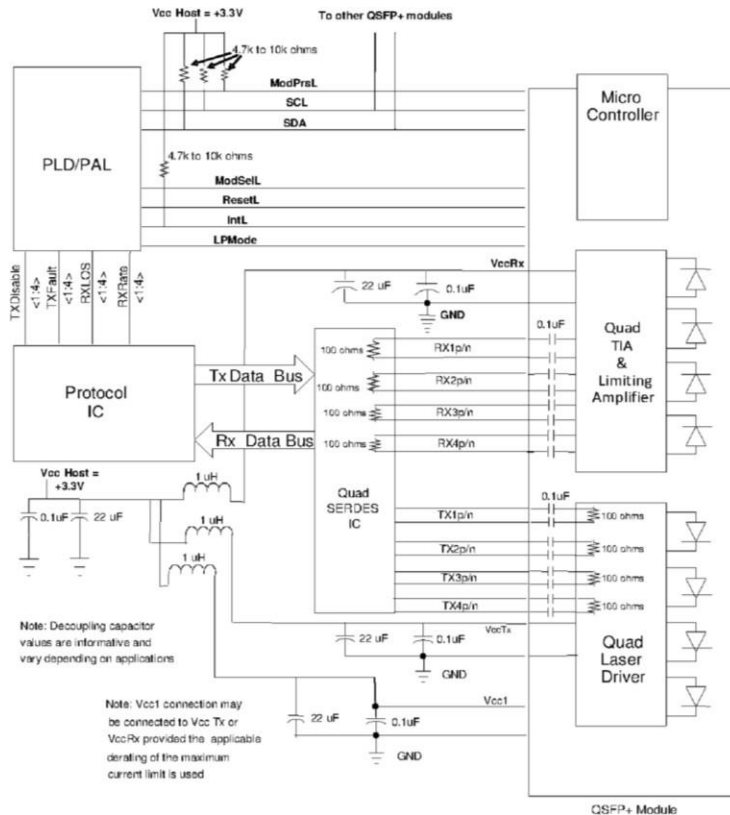 Vcc Host = +3.3V
To other QSFP+ modules
4.7k to 10k ohms
ModPrsL
SCL
SDA
Micro
Controller
PLD/PAL
4.7k to 10k ohms
ModSelL
ResetL
IntL
LPMode
TXDisable
<1:4>
TXFault
<1:4>
RXLOS
<1:4>
RXRate
<1:4>
VccRx
22 uF
0.1uF
GND
0.1uF
Quad
TIA
&
Limiting
Amplifier
100 ohms
RX1p/n
100 ohms
RX2p/n
100 ohms
RX3p/n
100 ohms
RX4p/n
Tx Data Bus
Protocol
IC
Rx Data Bus
Vcc Host =
+3.3V
0.1uF
22 uF
1 uH
1 uH
1 uH
Quad
SERDES
IC
0.1uF
TX1p/n
100 ohms
TX2p/n
100 ohms
TX3p/n
100 ohms
TX4p/n
100 ohms
Note: Decoupling capacitor
values are informative and
vary depending on applications
VccTx
22 uF
0.1uF
GND
Quad
Laser
Driver
Note: Vcc1 connection may
be connected to Vcc Tx or
VccRx provided the applicable
derating of the maximum
current limit is used
Vcc1
22 uF
0.1uF
GND
QSFP+ Module